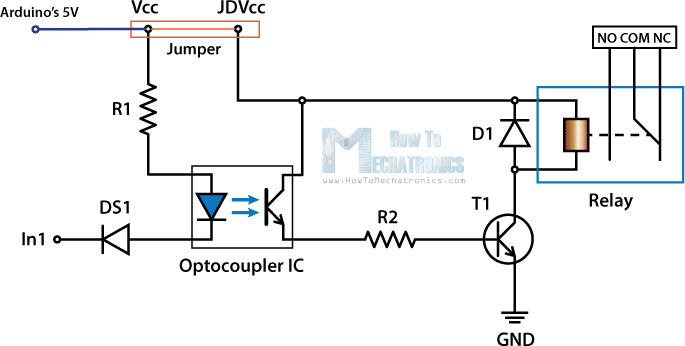 Arduino's 5V
Vcc
JDVcc
Jumper
NO COM NC
R1
D1
How To
MECHATRONICS
www.HowToMechatronics.com
Relay
DS1
In1
Optocoupler IC
R2
T1
GND